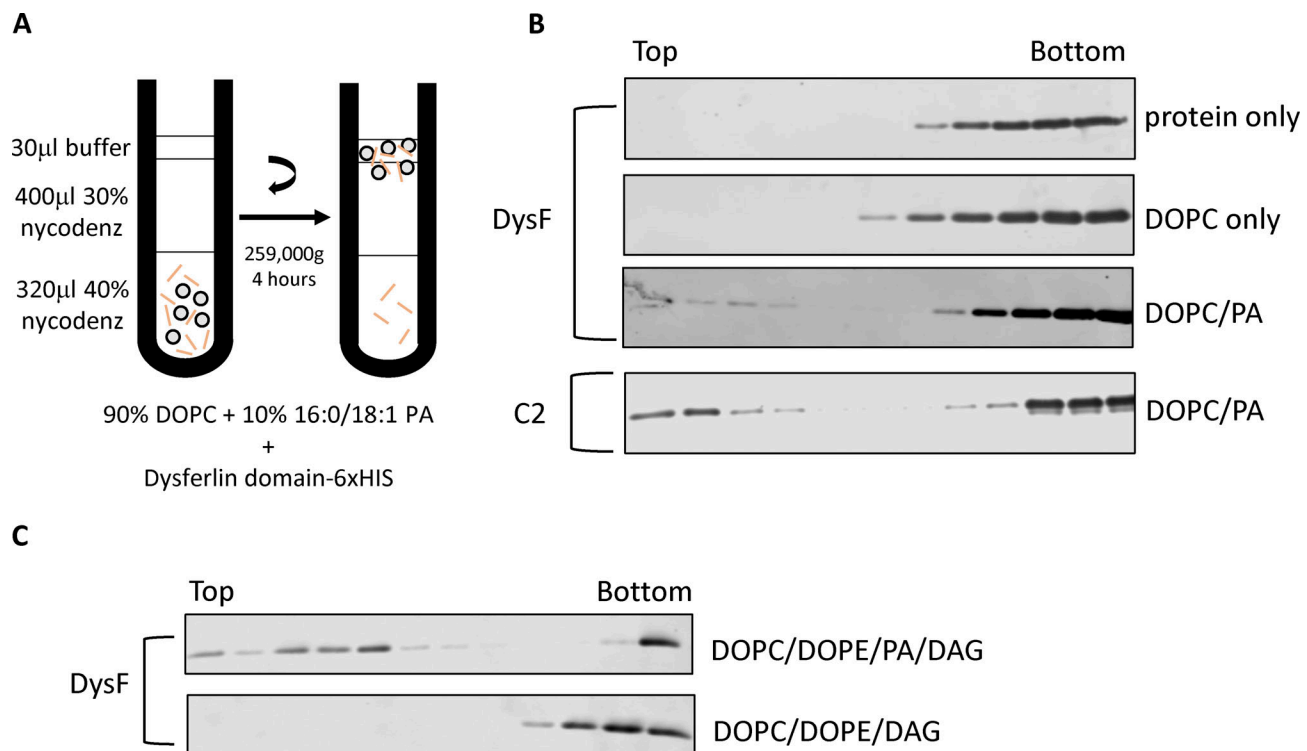 A
30μl buffer
400μl 30%
nycodenz
320μl 40%
nycodenz
259,000g
4 hours
90% DOPC + 10% 16:0/18:1 PA
+
Dysferlin domain-6xHIS
B
Top
Bottom
DysF
protein only
DOPC only
DOPC/PA
C2
DOPC/PA
C
Top
Bottom
DysF
DOPC/DOPE/PA/DAG
DOPC/DOPE/DAG